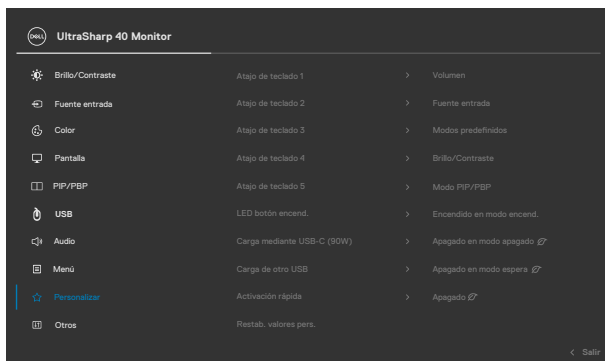 DELL UltraSharp 40 Monitor
Brillo/Contraste Atajo de teclado 1 > Volumen
Fuente entrada Atajo de teclado 2 > Fuente entrada
Color Atajo de teclado 3 > Modos predefinidos
Pantalla Atajo de teclado 4 > Brillo/Contraste
PIP/PBP Atajo de teclado 5 > Modo PIP/PBP
USB LED botón encend. > Encendido en modo encend.
Audio Carga mediante USB-C (90W) > Apagado en modo apagado
Menú Carga de otro USB > Apagado en modo espera
Personalizar Activación rápida > Apagado
Otros Restab. valores pers.
< Salir